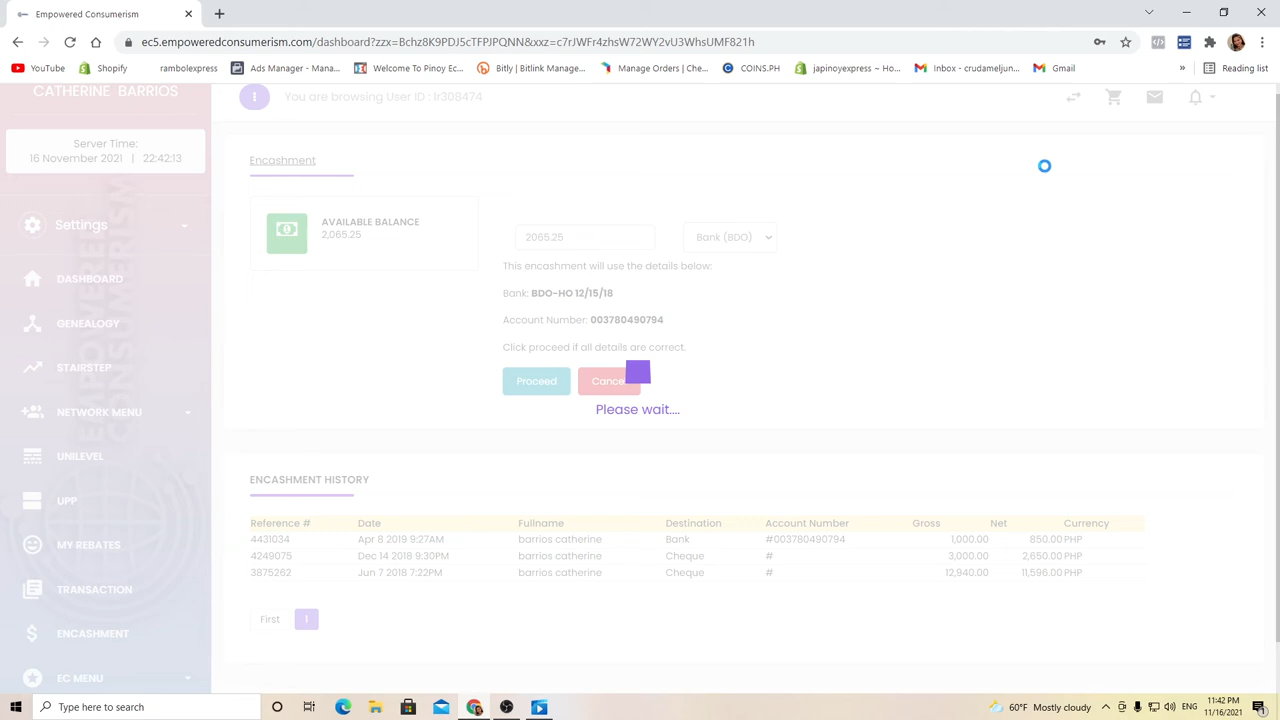 Empowered Consumerism
ec5.empoweredconsumerism.com/dashboard?zzx=Bchz8K9PDJ5cTEPJPQNN&xxz=c7rJWFr4zhsW72WY2vU3WhsUMF821h
YouTube Shopify rambolexpress Ads Manager - Mana... Welcome To Pinoy Ec... Bitly | Bitlink Manage... Manage Orders | Che... COINS.PH japinoyexpress ~ Ho... Inbox - crudameljun... Gmail » Reading list
CATHERINE BARRIOS
You are browsing User ID : lr308474
Server Time:
16 November 2021 | 22:42:13
Settings
DASHBOARD
GENEALOGY
STAIRSTEP
NETWORK MENU
UNILEVEL
UPP
MY REBATES
TRANSACTION
ENCASHMENT
EC MENU
Encashment
AVAILABLE BALANCE
2,065.25
2065.25 Bank (BDO)
This encashment will use the details below:
Bank: BDO-HO 12/15/18
Account Number: 003780490794
Click proceed if all details are correct.
Proceed Cancel
Please wait....
ENCASHMENT HISTORY
Reference # Date Fullname Destination Account Number Gross Net Currency
4431034 Apr 8 2019 9:27AM barrios catherine Bank #003780490794 1,000.00 850.00 PHP
4249075 Dec 14 2018 9:30PM barrios catherine Cheque # 3,000.00 2,650.00 PHP
3875262 Jun 7 2018 7:22PM barrios catherine Cheque # 12,940.00 11,596.00 PHP
First 1
Type here to search
60°F Mostly cloudy ENG 11:42 PM
11/16/2021